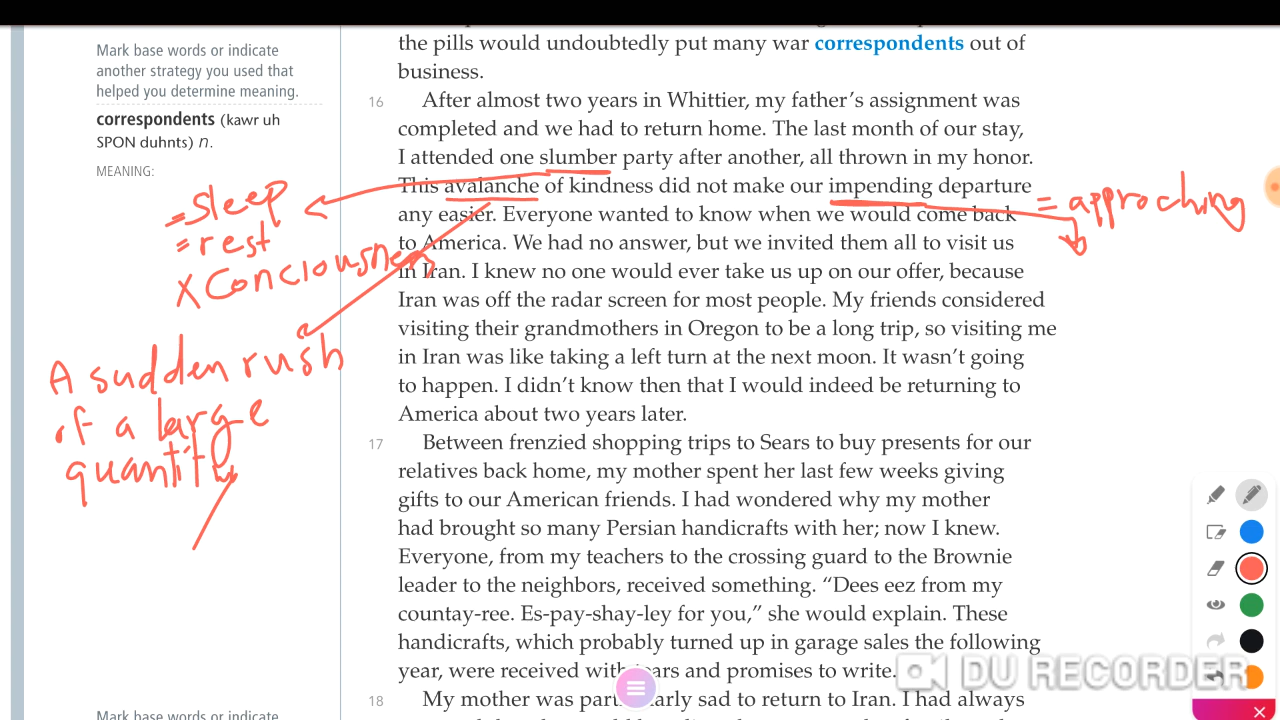 the pills would undoubtedly put many war correspondents out of
business.
Mark base words or indicate
another strategy you used that
helped you determine meaning.
correspondents (kawr uh
SPON duhnts) n.
MEANING:
= sleep
= rest
X Conciousness
A sudden rush
of a large
quantity
16 After almost two years in Whittier, my father’s assignment was
completed and we had to return home. The last month of our stay,
I attended one slumber party after another, all thrown in my honor.
This avalanche of kindness did not make our impending departure
= approching
any easier. Everyone wanted to know when we would come back
to America. We had no answer, but we invited them all to visit us
in Iran. I knew no one would ever take us up on our offer, because
Iran was off the radar screen for most people. My friends considered
visiting their grandmothers in Oregon to be a long trip, so visiting me
in Iran was like taking a left turn at the next moon. It wasn’t going
to happen. I didn’t know then that I would indeed be returning to
America about two years later.
17 Between frenzied shopping trips to Sears to buy presents for our
relatives back home, my mother spent her last few weeks giving
gifts to our American friends. I had wondered why my mother
had brought so many Persian handicrafts with her; now I knew.
Everyone, from my teachers to the crossing guard to the Brownie
leader to the neighbors, received something. “Dees eez from my
countay-ree. Es-pay-shay-ley for you,” she would explain. These
handicrafts, which probably turned up in garage sales the following
year, were received with tears and promises to write.
DU RECORDER
18 My mother was particularly sad to return to Iran. I had always
Mark base words or indicate